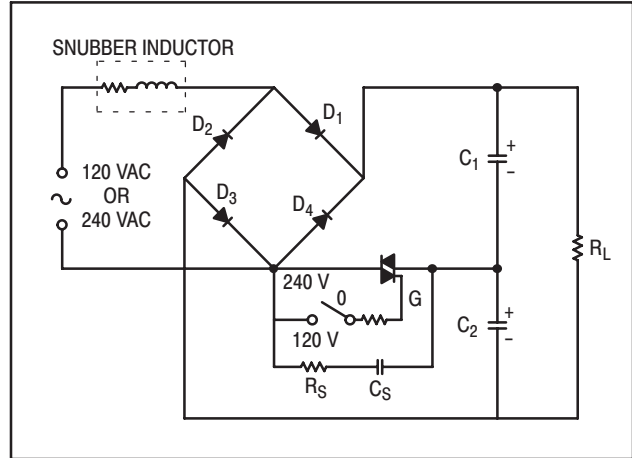 SNUBBER INDUCTOR
D1
D2
C1
+
-
120 VAC
OR
240 VAC
D3
D4
RL
240 V
0
G
120 V
C2
+
-
RS
CS